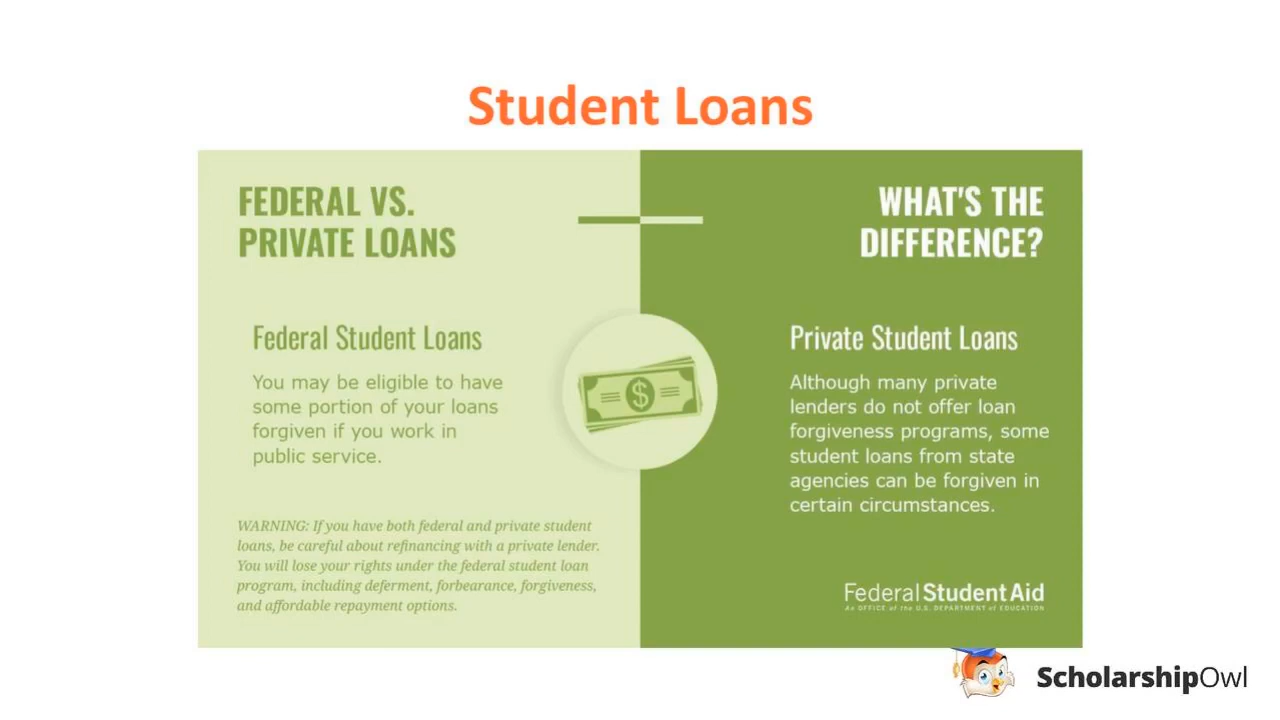 Student Loans
FEDERAL VS.
PRIVATE LOANS
WHAT'S THE
DIFFERENCE?
Federal Student Loans
You may be eligible to have
some portion of your loans
forgiven if you work in
public service.
WARNING: If you have both federal and private student
loans, be careful about refinancing with a private lender.
You will lose your rights under the federal student loan
program, including deferment, forbearance, forgiveness,
and affordable repayment options.
$
Private Student Loans
Although many private
lenders do not offer loan
forgiveness programs, some
student loans from state
agencies can be forgiven in
certain circumstances.
Federal Student Aid
An OFFICE of the U.S. DEPARTMENT of EDUCATION
ScholarshipOwl